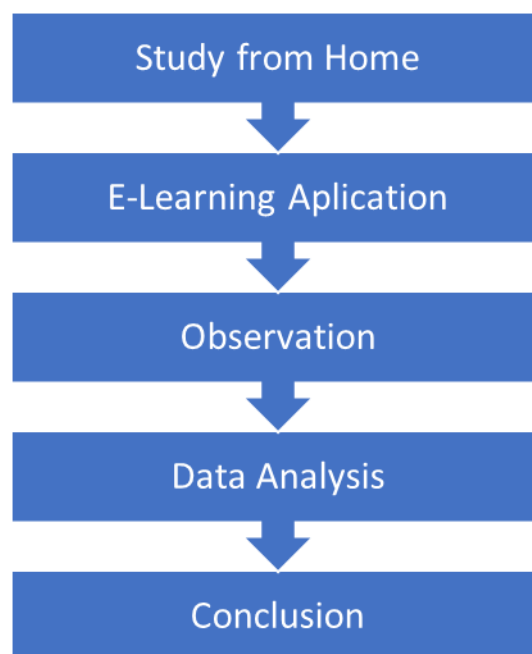 Study from Home
E-Learning Aplication
Observation
Data Analysis
Conclusion